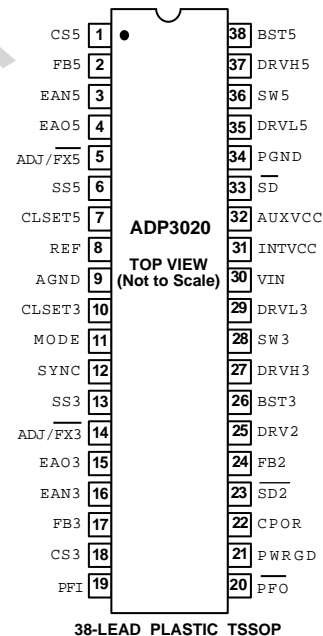 CS5 1 38 BST5
FB5 2 37 DRVH5
EAN5 3 36 SW5
EAO5 4 35 DRVL5
ADJ/FX5 5 34 PGND
SS5 6 33 SD
CLSET5 7 32 AUXVCC
ADP3020
REF 8 31 INTVCC
TOP VIEW
AGND 9 (Not to Scale) 30 VIN
CLSET3 10 29 DRVL3
MODE 11 28 SW3
SYNC 12 27 DRVH3
SS3 13 26 BST3
ADJ/FX3 14 25 DRV2
EAO3 15 24 FB2
EAN3 16 23 SD2
FB3 17 22 CPOR
CS3 18 21 PWRGD
PFI 19 20 PFO
38-LEAD PLASTIC TSSOP